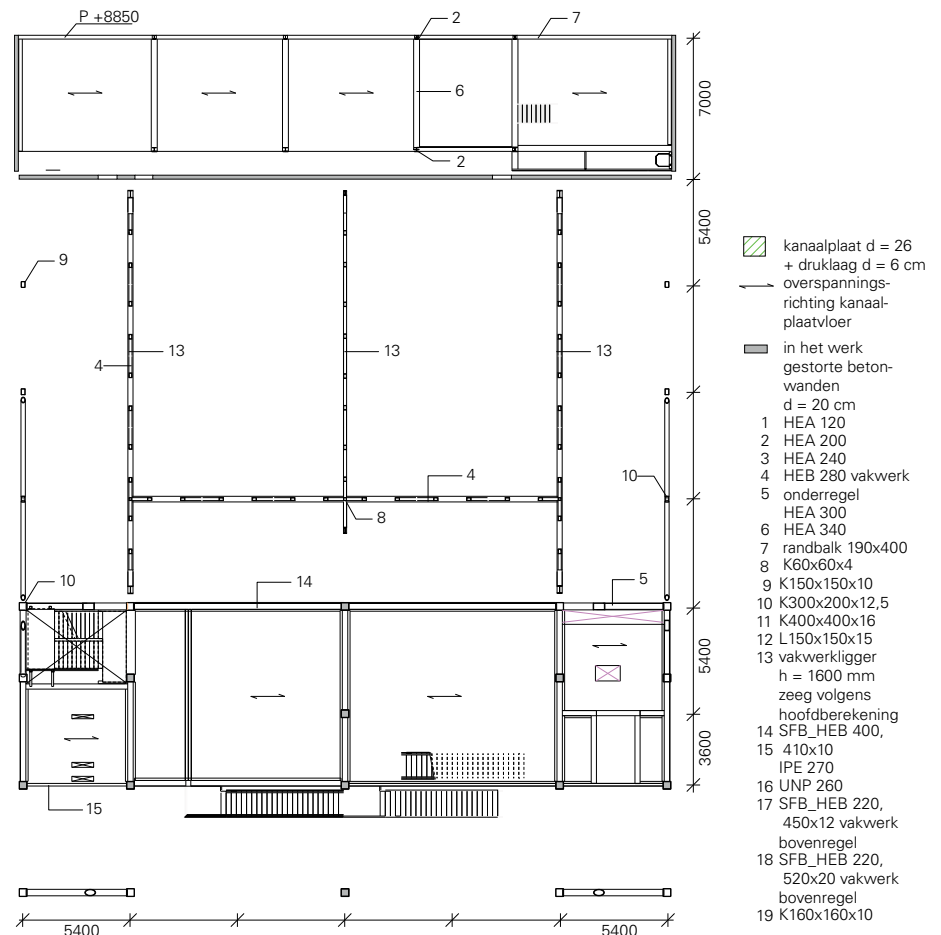 P +8850
2
7
6
2
7000
5400
9
13
13
13
4
4
10
8
10
14
5
5400
3600
15
5400
5400
kanaalplaat d = 26
+ druklaag d = 6 cm
overspannings-
richting kanaal-
plaatvloer
in het werk
gestorte beton-
wanden
d = 20 cm
1 HEA 120
2 HEA 200
3 HEA 240
4 HEB 280 vakwerk
5 onderregel
HEA 300
6 HEA 340
7 randbalk 190x400
8 K60x60x4
9 K150x150x10
10 K300x200x12,5
11 K400x400x16
12 L150x150x15
13 vakwerkligger
h = 1600 mm
zeeg volgens
hoofdberekening
14 SFB_HEB 400,
15 410x10
IPE 270
16 UNP 260
17 SFB_HEB 220,
450x12 vakwerk
bovenregel
18 SFB_HEB 220,
520x20 vakwerk
bovenregel
19 K160x160x10